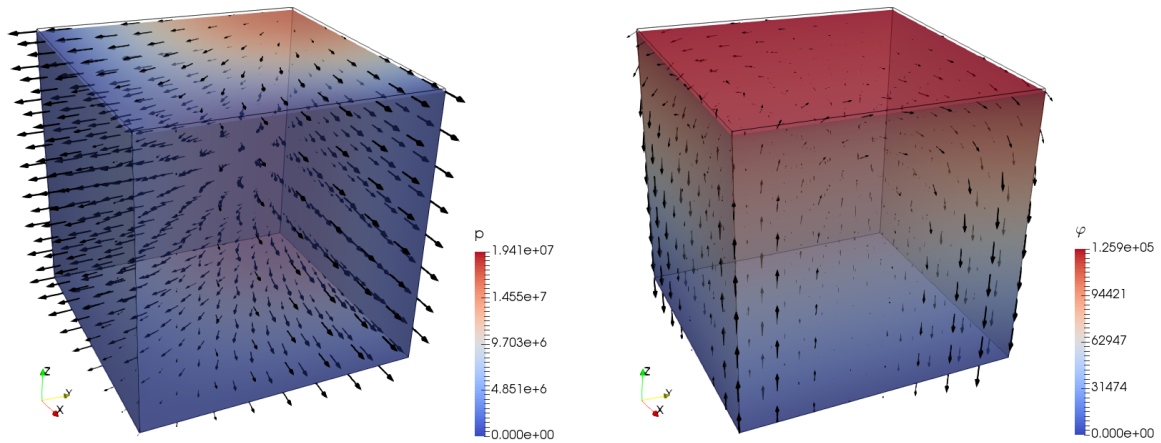 p
1.941e+07
1.455e+7
9.703e+6
4.851e+6
0.000e+00
Z
Y
X
φ
1.259e+05
94421
62947
31474
0.000e+00
Z
Y
X